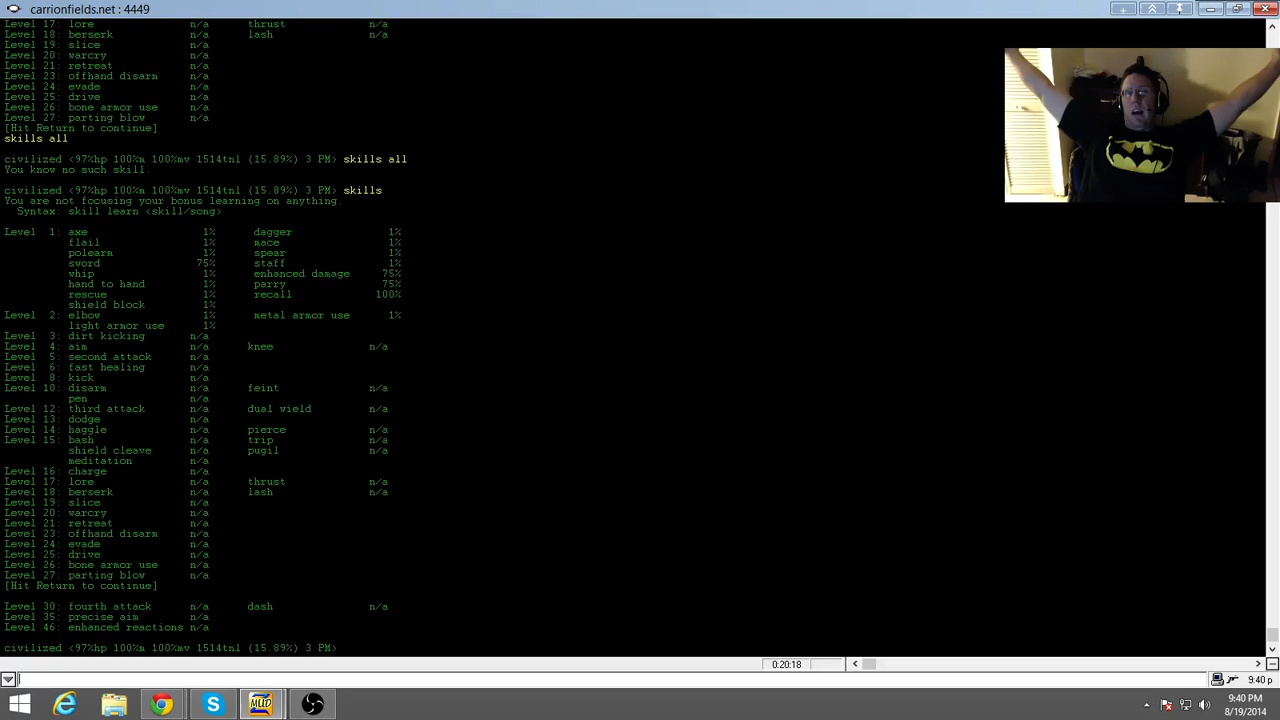 carrionfields.net : 4449
Level 17: lore n/a thrust n/a
Level 18: berserk n/a lash n/a
Level 19: slice n/a
Level 20: warcry n/a
Level 21: retreat n/a
Level 23: offhand disarm n/a
Level 24: evade n/a
Level 25: drive n/a
Level 26: bone armor use n/a
Level 27: parting blow n/a
[Hit Return to continue]
skills all
civilized <97%hp 100%m 100%mv 1514tnl (15.89%) 3 PM> skills all
You know no such skill.
civilized <97%hp 100%m 100%mv 1514tnl (15.89%) 3 PM> skills
You are not focusing your bonus learning on anything
Syntax: skill learn <skill/song>
Level 1: axe 1% dagger 1%
flail 1% mace 1%
polearm 1% spear 1%
sword 75% staff 1%
whip 1% enhanced damage 75%
hand to hand 1% parry 75%
rescue 1% recall 100%
shield block 1%
Level 2: elbow 1% metal armor use 1%
light armor use 1%
Level 3: dirt kicking n/a
Level 4: aim n/a knee n/a
Level 5: second attack n/a
Level 6: fast healing n/a
Level 8: kick n/a
Level 10: disarm n/a feint n/a
pen n/a
Level 12: third attack n/a dual wield n/a
Level 13: dodge n/a
Level 14: haggle n/a pierce n/a
Level 15: bash n/a trip n/a
shield cleave n/a pugil n/a
meditation n/a
Level 16: charge n/a
Level 17: lore n/a thrust n/a
Level 18: berserk n/a lash n/a
Level 19: slice n/a
Level 20: warcry n/a
Level 21: retreat n/a
Level 23: offhand disarm n/a
Level 24: evade n/a
Level 25: drive n/a
Level 26: bone armor use n/a
Level 27: parting blow n/a
[Hit Return to continue]
Level 30: fourth attack n/a dash n/a
Level 35: precise aim n/a
Level 46: enhanced reactions n/a
civilized <97%hp 100%m 100%mv 1514tnl (15.89%) 3 PM>
0:20:18
9:40 p
9:40 PM
8/19/2014